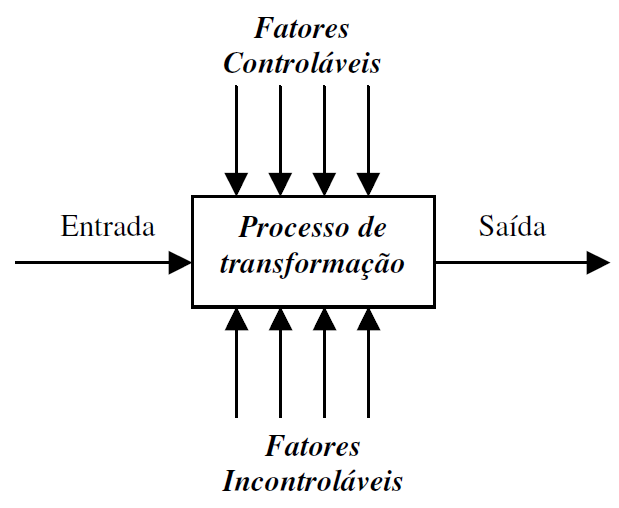 Fatores
Controláveis
Entrada
Processo de
transformação
Saída
Fatores
Incontroláveis